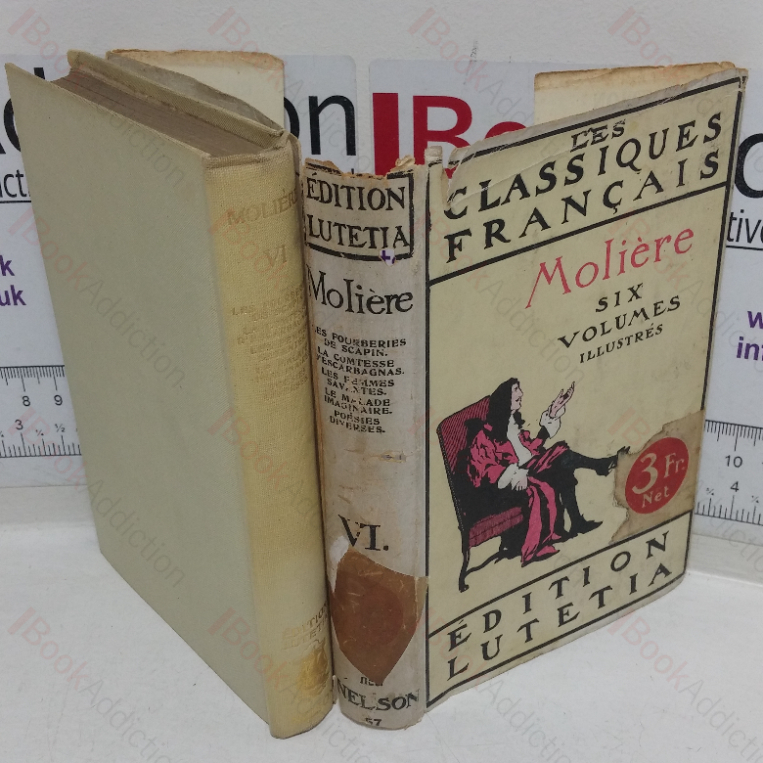 MOLIÈRE
VI
ÉDITION
LUTETIA
Molière
LES FOURBERIES
DE SCAPIN.
LA COMTESSE
D'ESCARBAGNAS.
LES FEMMES
SAVANTES.
LE MALADE
IMAGINAIRE.
POÉSIES
DIVERSES.
VI.
NELSON
57
LES
CLASSIQUES
FRANÇAIS
Molière
SIX
VOLUMES
ILLUSTRÉS
3 Fr.
Net
ÉDITION
LUTETIA
iBookAddiction